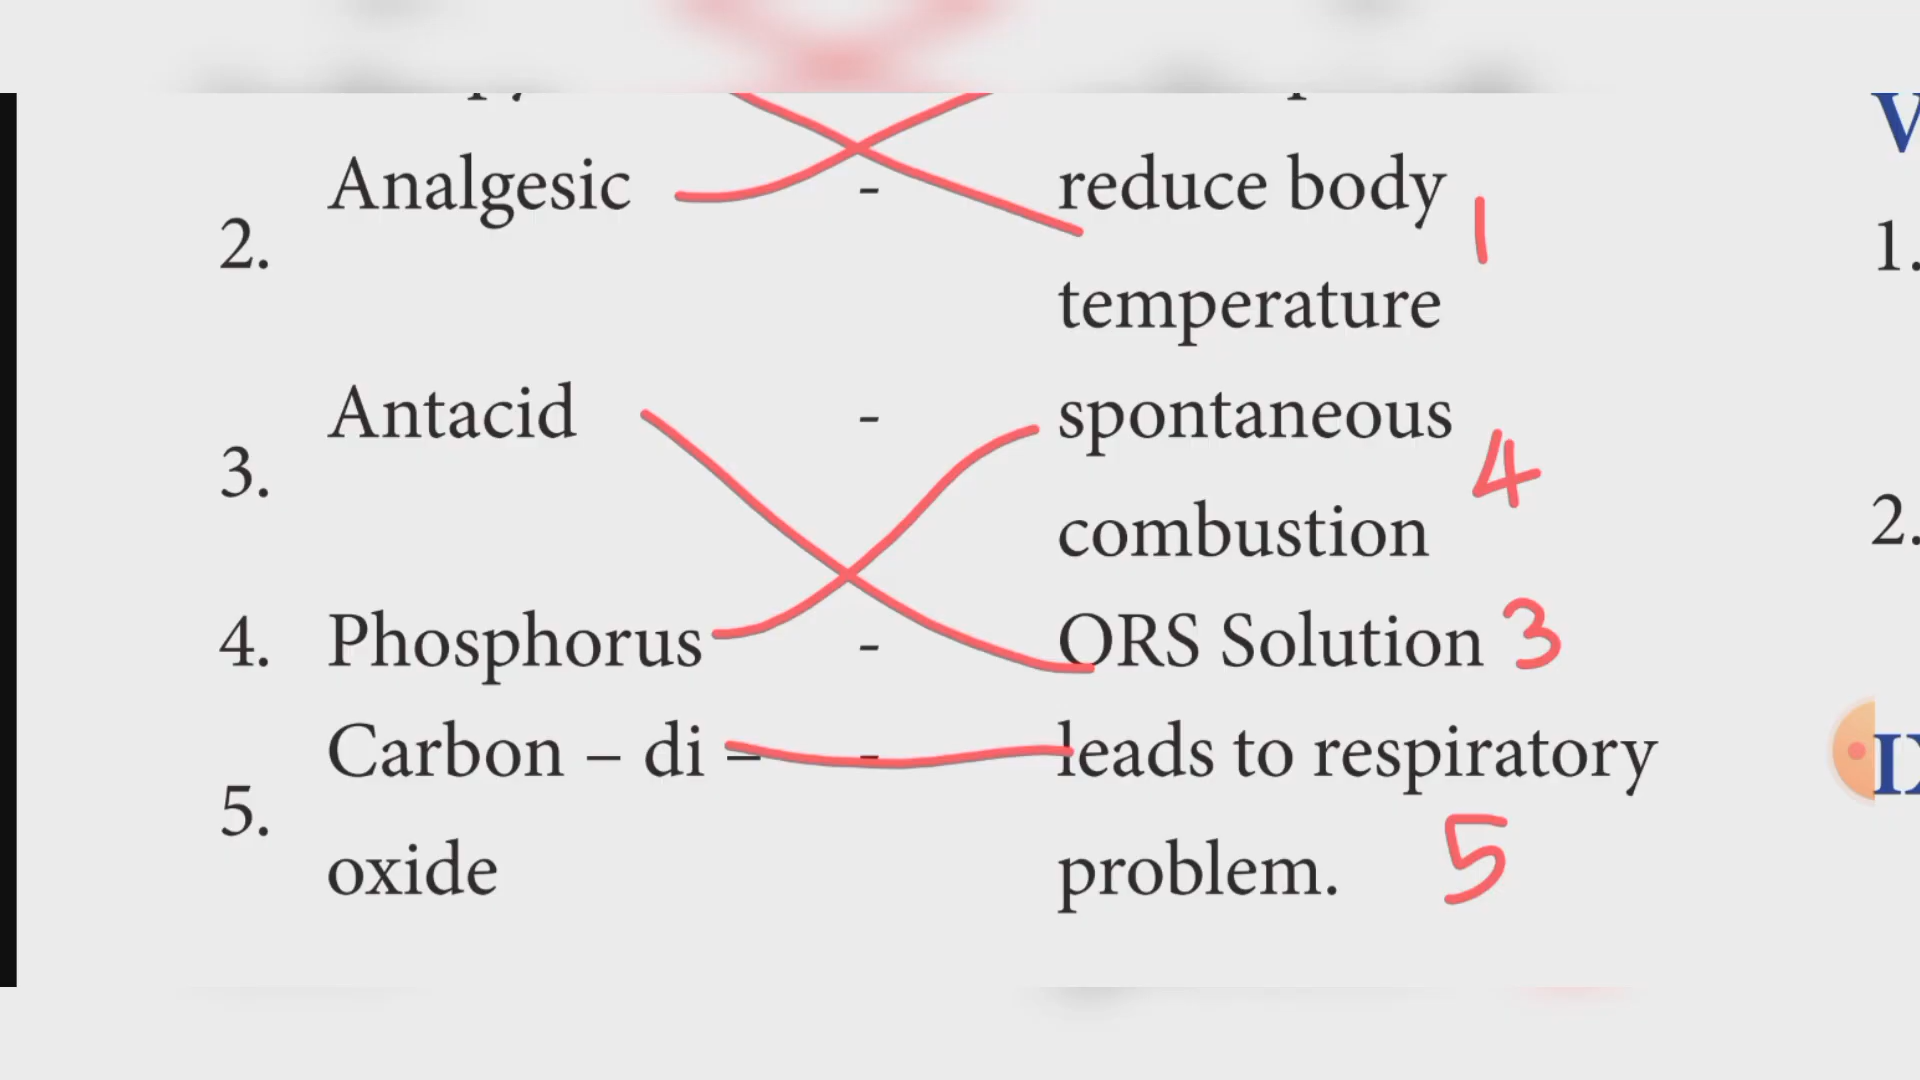 Analgesic - reduce body 1
2.
temperature
Antacid - spontaneous
3. 4
combustion
4. Phosphorus - ORS Solution 3
Carbon – di – - leads to respiratory
5.
oxide problem. 5
V
1.
2.
IX